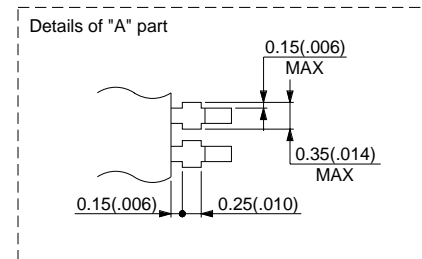 Details of "A" part
0.15(.006)
MAX
0.35(.014)
MAX
0.15(.006) 0.25(.010)